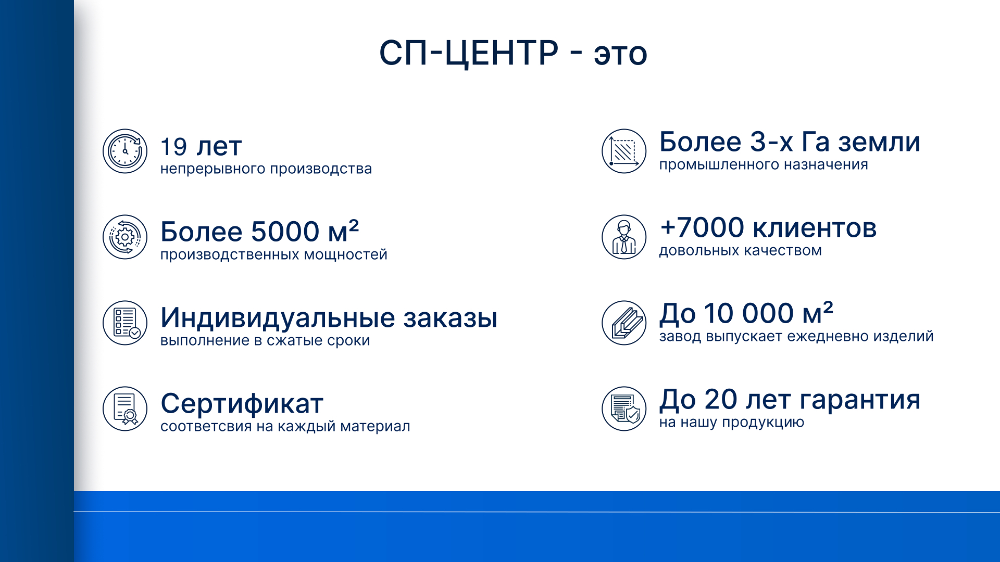 СП-ЦЕНТР - это
19 лет
непрерывного производства
Более 5000 м²
производственных мощностей
Индивидуальные заказы
выполнение в сжатые сроки
Сертификат
соответсвия на каждый материал
Более 3-х Га земли
промышленного назначения
+7000 клиентов
довольных качеством
До 10 000 м²
завод выпускает ежедневно изделий
До 20 лет гарантия
на нашу продукцию